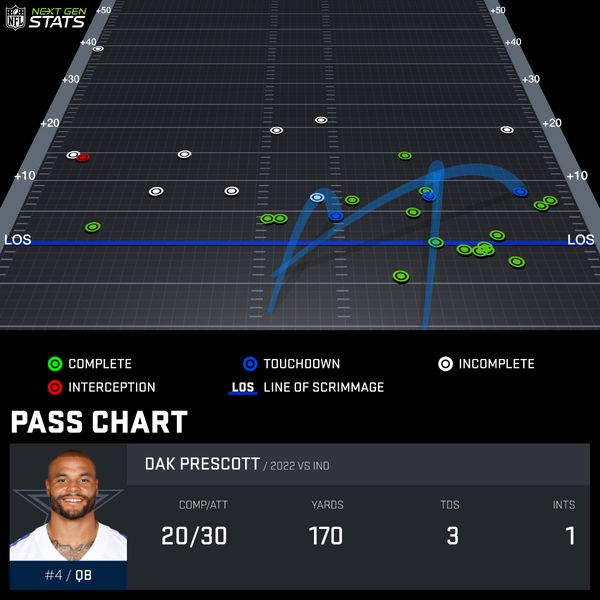 NFL NEXT GEN STATS
+50 +50
+40 +40
+30 +30
+20 +20
+10 +10
LOS LOS
COMPLETE TOUCHDOWN INCOMPLETE
INTERCEPTION LOS LINE OF SCRIMMAGE
PASS CHART
DAK PRESCOTT / 2022 VS IND
COMP/ATT YARDS TDS INTS
20/30 170 3 1
#4 / QB